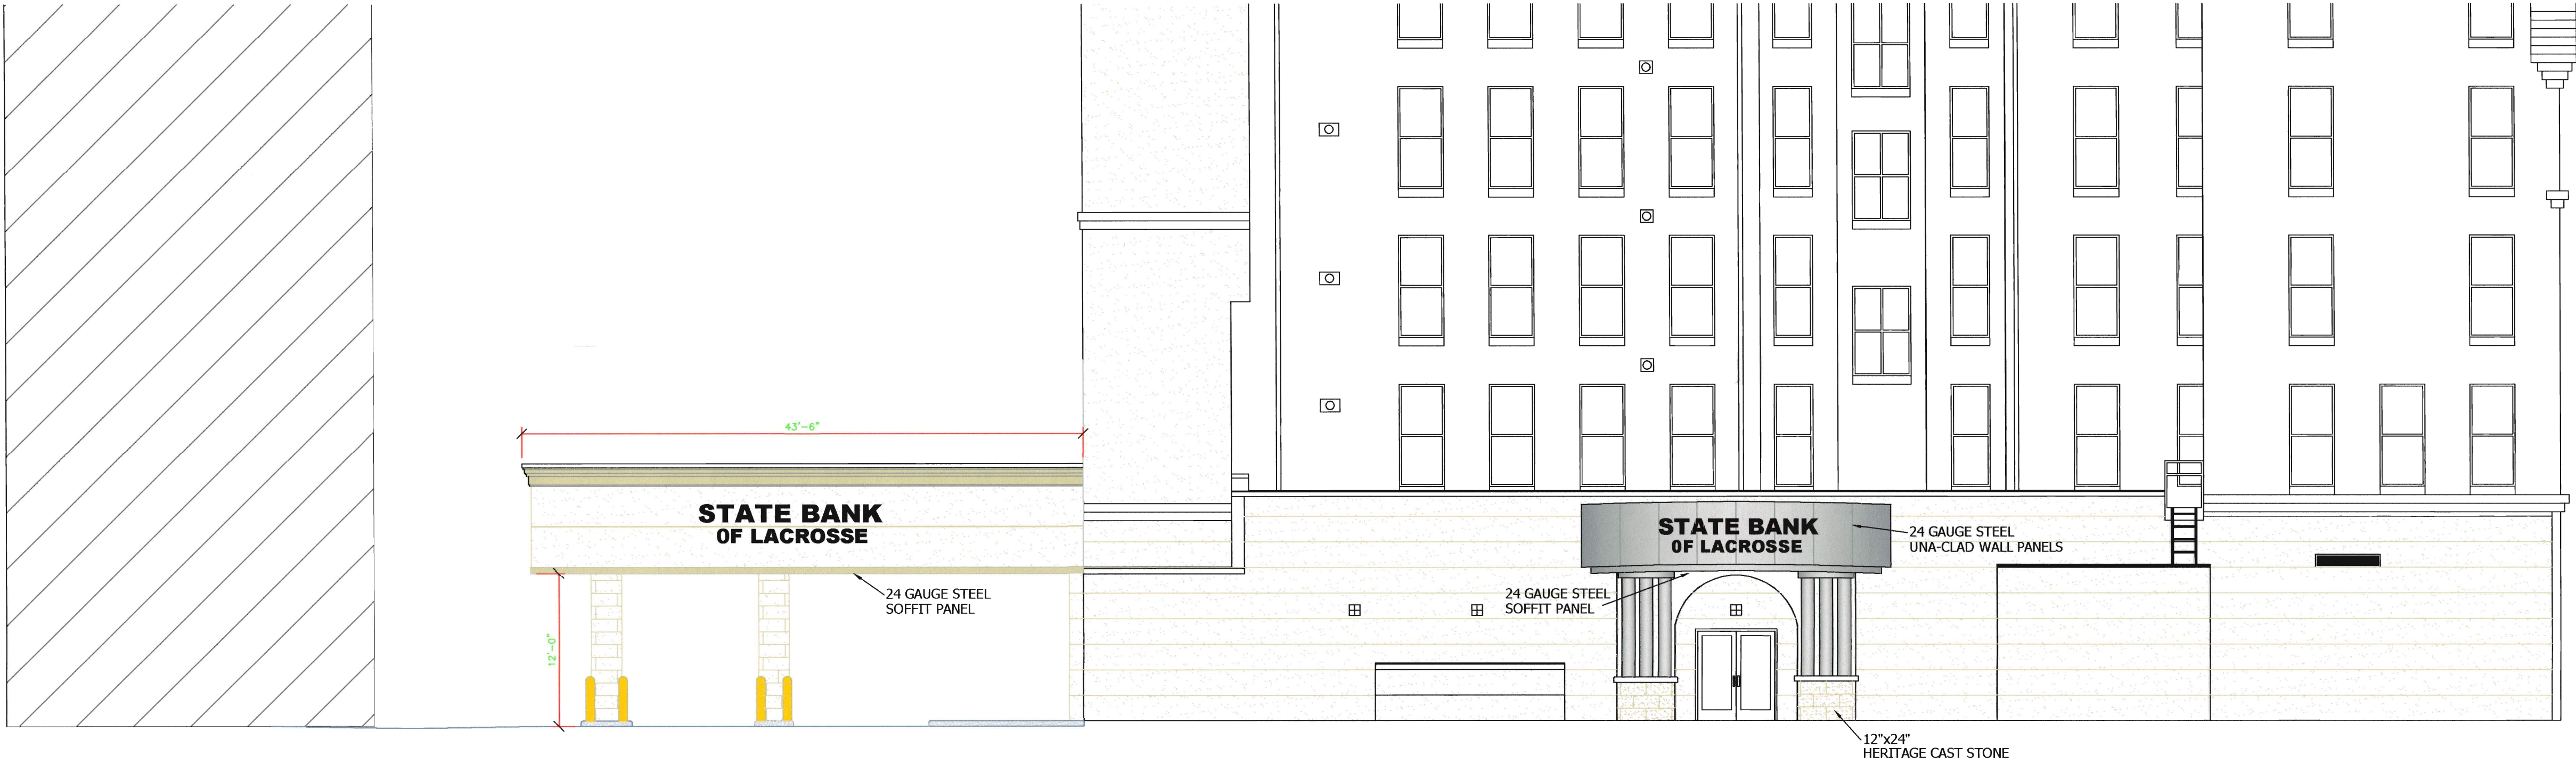 43'-6"
STATE BANK
OF LACROSSE
24 GAUGE STEEL
SOFFIT PANEL
12'-0"
STATE BANK
OF LACROSSE
24 GAUGE STEEL
UNA-CLAD WALL PANELS
24 GAUGE STEEL
SOFFIT PANEL
12"x24"
HERITAGE CAST STONE